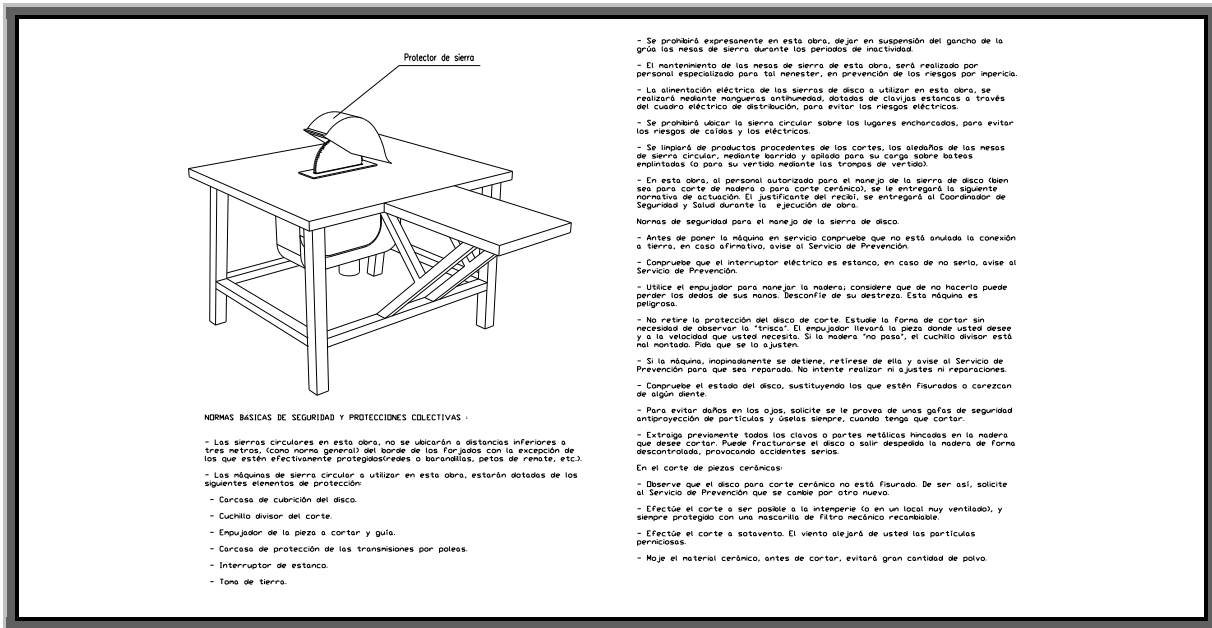 Protector de sierra
NORMAS BÁSICAS DE SEGURIDAD Y PROTECCIONES COLECTIVAS :
- Las sierras circulares en esta obra, no se ubicarán a distancias inferiores a
tres metros, (como norma general) del borde de los forjados con la excepción de
los que estén efectivamente protegidos(redes o barandillas, petos de remate, etc.).
- Las máquinas de sierra circular a utilizar en esta obra, estarán dotadas de los
siguientes elementos de protección:
- Carcasa de cubrición del disco.
- Cuchillo divisor del corte.
- Empujador de la pieza a cortar y guía.
- Carcasa de protección de las transmisiones por poleas.
- Interruptor de estanco.
- Toma de tierra.
- Se prohibirá expresamente en esta obra, dejar en suspensión del gancho de la
grúa las mesas de sierra durante los periodos de inactividad.
- El mantenimiento de las mesas de sierra de esta obra, será realizado por
personal especializado para tal menester, en prevención de los riesgos por impericia.
- La alimentación eléctrica de las sierras de disco a utilizar en esta obra, se
realizará mediante mangueras antihumedad, dotadas de clavijas estancas a través
del cuadro eléctrico de distribución, para evitar los riesgos eléctricos.
- Se prohibirá ubicar la sierra circular sobre los lugares encharcados, para evitar
los riesgos de caídas y los eléctricos.
- Se limpiará de productos procedentes de los cortes, los aledaños de las mesas
de sierra circular, mediante barrido y apilado para su carga sobre bateas
emplintadas (o para su vertido mediante las trompas de vertido).
- En esta obra, al personal autorizado para el manejo de la sierra de disco (bien
sea para corte de madera o para corte cerámico), se le entregará la siguiente
normativa de actuación. El justificante del recibí, se entregará al Coordinador de
Seguridad y Salud durante la ejecución de obra.
Normas de seguridad para el manejo de la sierra de disco.
- Antes de poner la máquina en servicio compruebe que no está anulada la conexión
a tierra, en caso afirmativo, avise al Servicio de Prevención.
- Compruebe que el interruptor eléctrico es estanco, en caso de no serlo, avise al
Servicio de Prevención.
- Utilice el empujador para manejar la madera; considere que de no hacerlo puede
perder los dedos de sus manos. Desconfíe de su destreza. Esta máquina es
peligrosa.
- No retire la protección del disco de corte. Estudie la forma de cortar sin
necesidad de observar la "trisca". El empujador llevará la pieza donde usted desee
y a la velocidad que usted necesita. Si la madera "no pasa", el cuchillo divisor está
mal montado. Pida que se lo ajusten.
- Si la máquina, inopinadamente se detiene, retírese de ella y avise al Servicio de
Prevención para que sea reparada. No intente realizar ni ajustes ni reparaciones.
- Compruebe el estado del disco, sustituyendo los que estén fisurados o carezcan
de algún diente.
- Para evitar daños en los ojos, solicite se le provea de unas gafas de seguridad
antiproyección de partículas y úselas siempre, cuando tenga que cortar.
- Extraiga previamente todos los clavos o partes metálicas hincadas en la madera
que desee cortar. Puede fracturarse el disco o salir despedida la madera de forma
descontrolada, provocando accidentes serios.
En el corte de piezas cerámicas:
- Observe que el disco para corte cerámico no está fisurado. De ser así, solicite
al Servicio de Prevención que se cambie por otro nuevo.
- Efectúe el corte a ser posible a la intemperie (o en un local muy ventilado), y
siempre protegido con una mascarilla de filtro mecánico recambiable.
- Efectúe el corte a sotavento. El viento alejará de usted las partículas
perniciosas.
- Moje el material cerámico, antes de cortar, evitará gran cantidad de polvo.